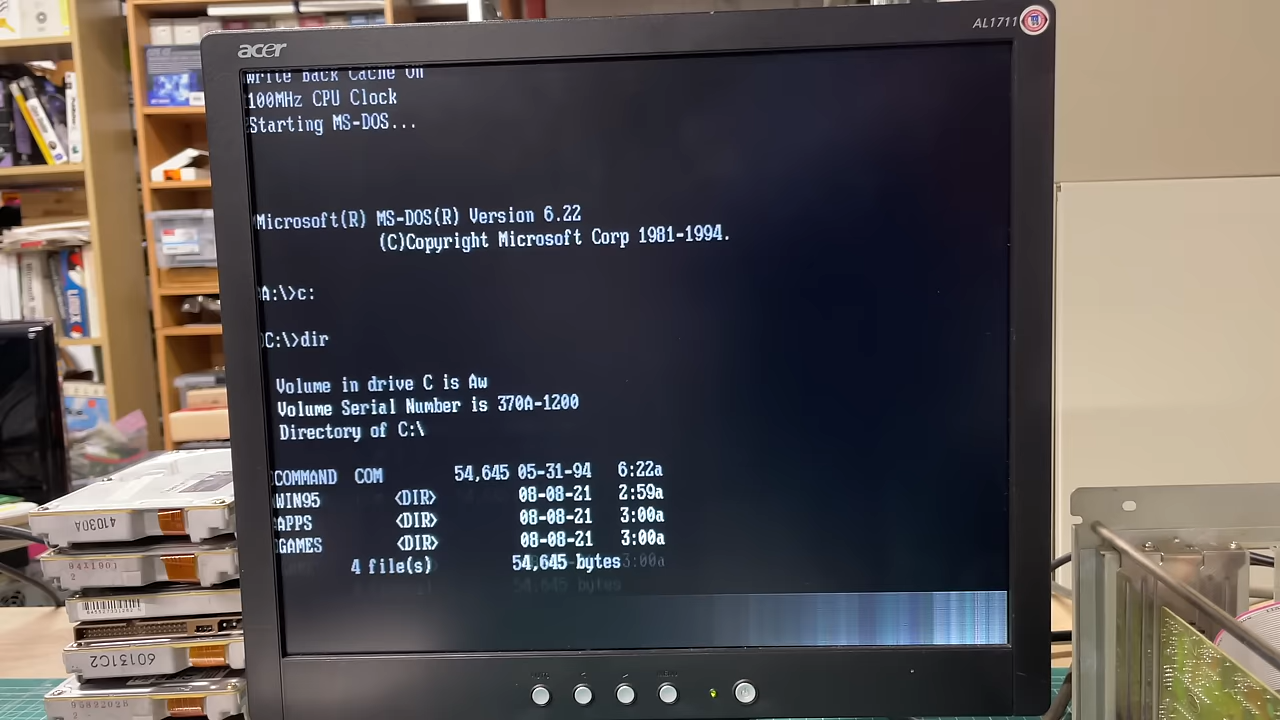 acer
AL1711
Write Back Cache On
100MHz CPU Clock
Starting MS-DOS...
Microsoft(R) MS-DOS(R) Version 6.22
(C)Copyright Microsoft Corp 1981-1994.
A:\>c:
C:\>dir
Volume in drive C is Aw
Volume Serial Number is 370A-1200
Directory of C:\
COMMAND COM 54,645 05-31-94 6:22a
WIN95 <DIR> 08-08-21 2:59a
APPS <DIR> 08-08-21 3:00a
GAMES <DIR> 08-08-21 3:00a
4 file(s) 54,645 bytes
41030A
60131C2